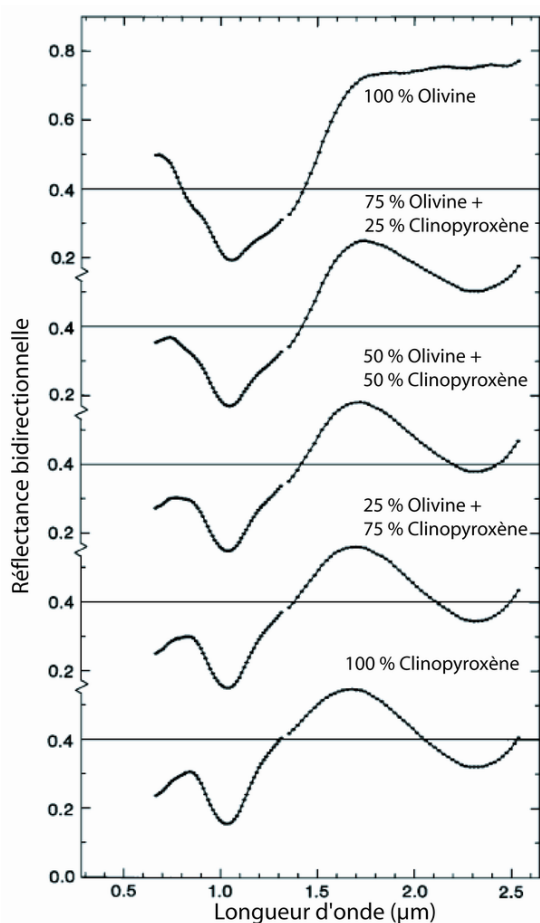 0.8
100 % Olivine
0.6
0.4
75 % Olivine +
25 % Clinopyroxène
0.2
0.4
50 % Olivine +
50 % Clinopyroxène
0.2
0.4
25 % Olivine +
75 % Clinopyroxène
0.2
0.4
100 % Clinopyroxène
0.2
0.4
0.2
0.0
0.5
1.0
1.5
2.0
2.5
Longueur d'onde (µm)
Réflectance bidirectionnelle